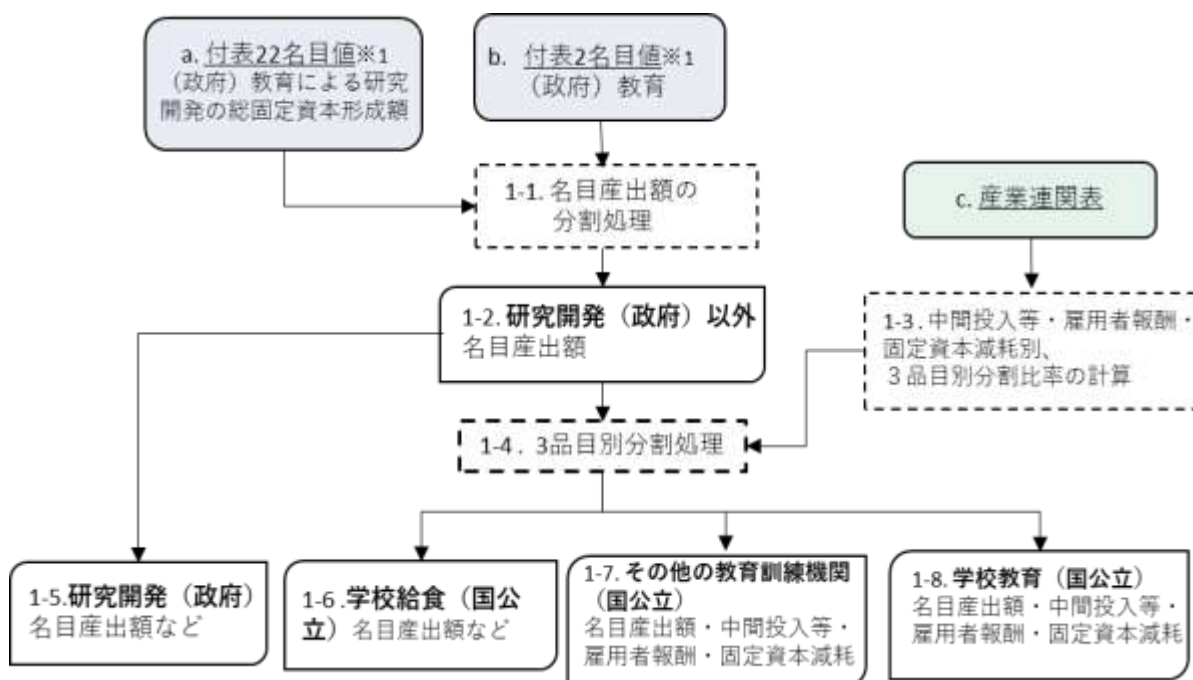 a. 付表22名目値※1
（政府）教育による研究
開発の総固定資本形成額
b. 付表2名目値※1
（政府）教育
1-1. 名目産出額の
分割処理
c. 産業連関表
1-2. 研究開発（政府）以外
名目産出額
1-3. 中間投入等・雇用者報酬・
固定資本減耗別、
３品目別分割比率の計算
1-4 . 3品目別分割処理
1-5. 研究開発（政府）
名目産出額など
1-6 .学校給食（国公
立）名目産出額など
1-7. その他の教育訓練機関
（国公立）
名目産出額・中間投入等・
雇用者報酬・固定資本減耗
1-8. 学校教育（国公立）
名目産出額・中間投入等・
雇用者報酬・固定資本減耗